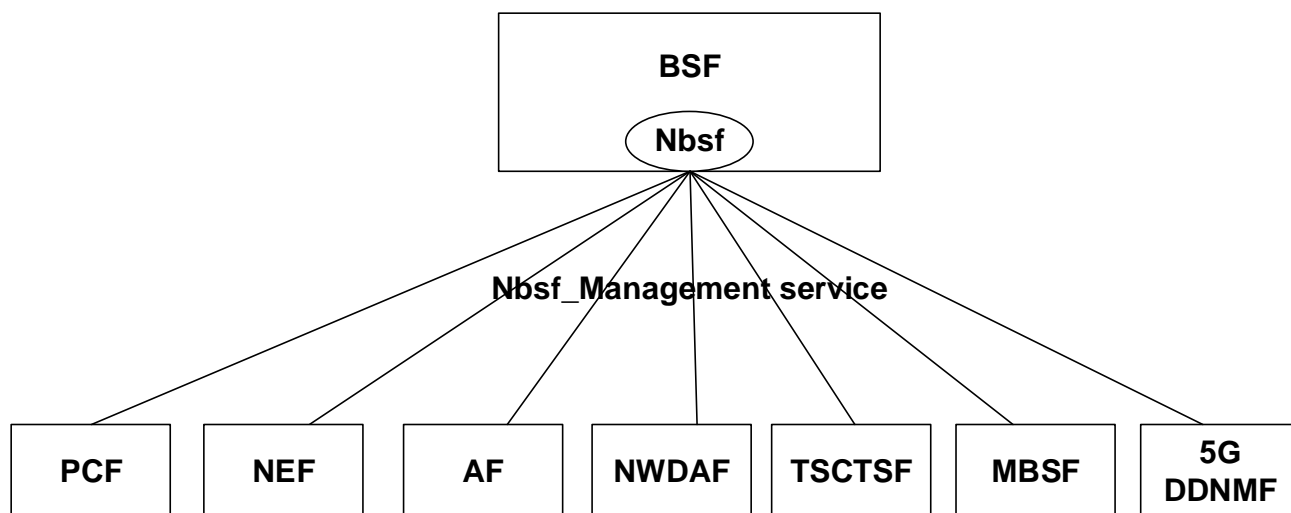 BSF
Nbsf
Nbsf_Management service
PCF
NEF
AF
NWDAF
TSCTSF
MBSF
5G
DDNMF